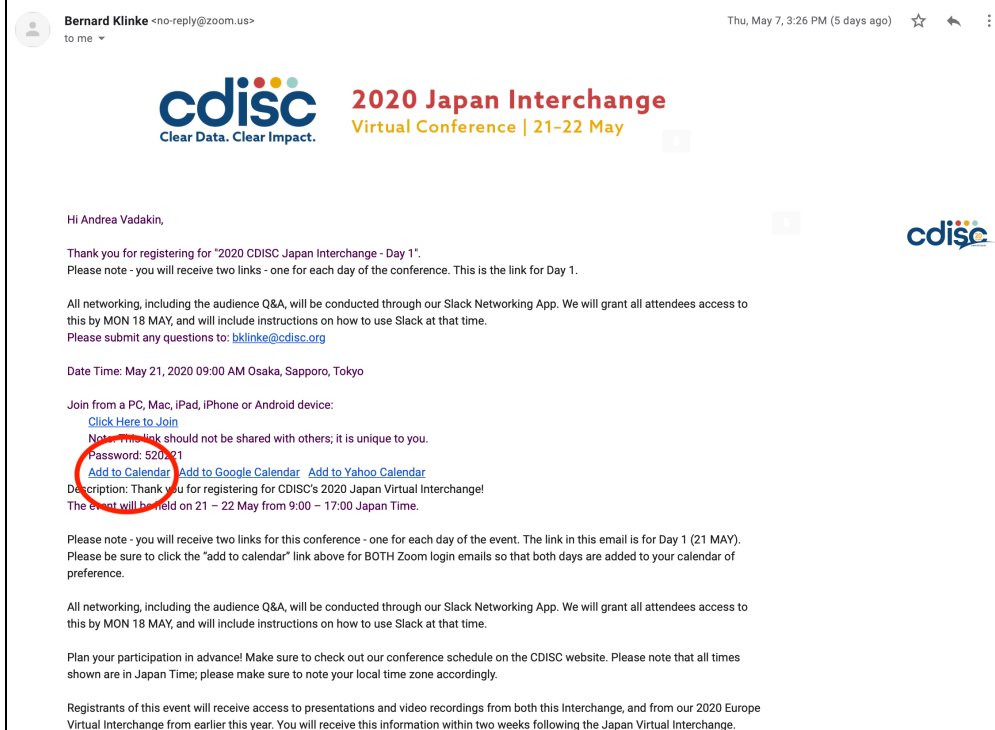 Bernard Klinke <no-reply@zoom.us>
Thu, May 7, 3:26 PM (5 days ago)
to me
cdisc
Clear Data. Clear Impact.
2020 Japan Interchange
Virtual Conference | 21–22 May
Hi Andrea Vadakin,
cdisc
Thank you for registering for "2020 CDISC Japan Interchange - Day 1".
Please note - you will receive two links - one for each day of the conference. This is the link for Day 1.
All networking, including the audience Q&A, will be conducted through our Slack Networking App. We will grant all attendees access to
this by MON 18 MAY, and will include instructions on how to use Slack at that time.
Please submit any questions to: bklinke@cdisc.org
Date Time: May 21, 2020 09:00 AM Osaka, Sapporo, Tokyo
Join from a PC, Mac, iPad, iPhone or Android device:
Click Here to Join
Note: This link should not be shared with others; it is unique to you.
Password: 520221
Add to Calendar Add to Google Calendar Add to Yahoo Calendar
Description: Thank you for registering for CDISC's 2020 Japan Virtual Interchange!
The event will be held on 21 – 22 May from 9:00 – 17:00 Japan Time.
Please note - you will receive two links for this conference - one for each day of the event. The link in this email is for Day 1 (21 MAY).
Please be sure to click the “add to calendar” link above for BOTH Zoom login emails so that both days are added to your calendar of
preference.
All networking, including the audience Q&A, will be conducted through our Slack Networking App. We will grant all attendees access to
this by MON 18 MAY, and will include instructions on how to use Slack at that time.
Plan your participation in advance! Make sure to check out our conference schedule on the CDISC website. Please note that all times
shown are in Japan Time; please make sure to note your local time zone accordingly.
Registrants of this event will receive access to presentations and video recordings from both this Interchange, and from our 2020 Europe
Virtual Interchange from earlier this year. You will receive this information within two weeks following the Japan Virtual Interchange.